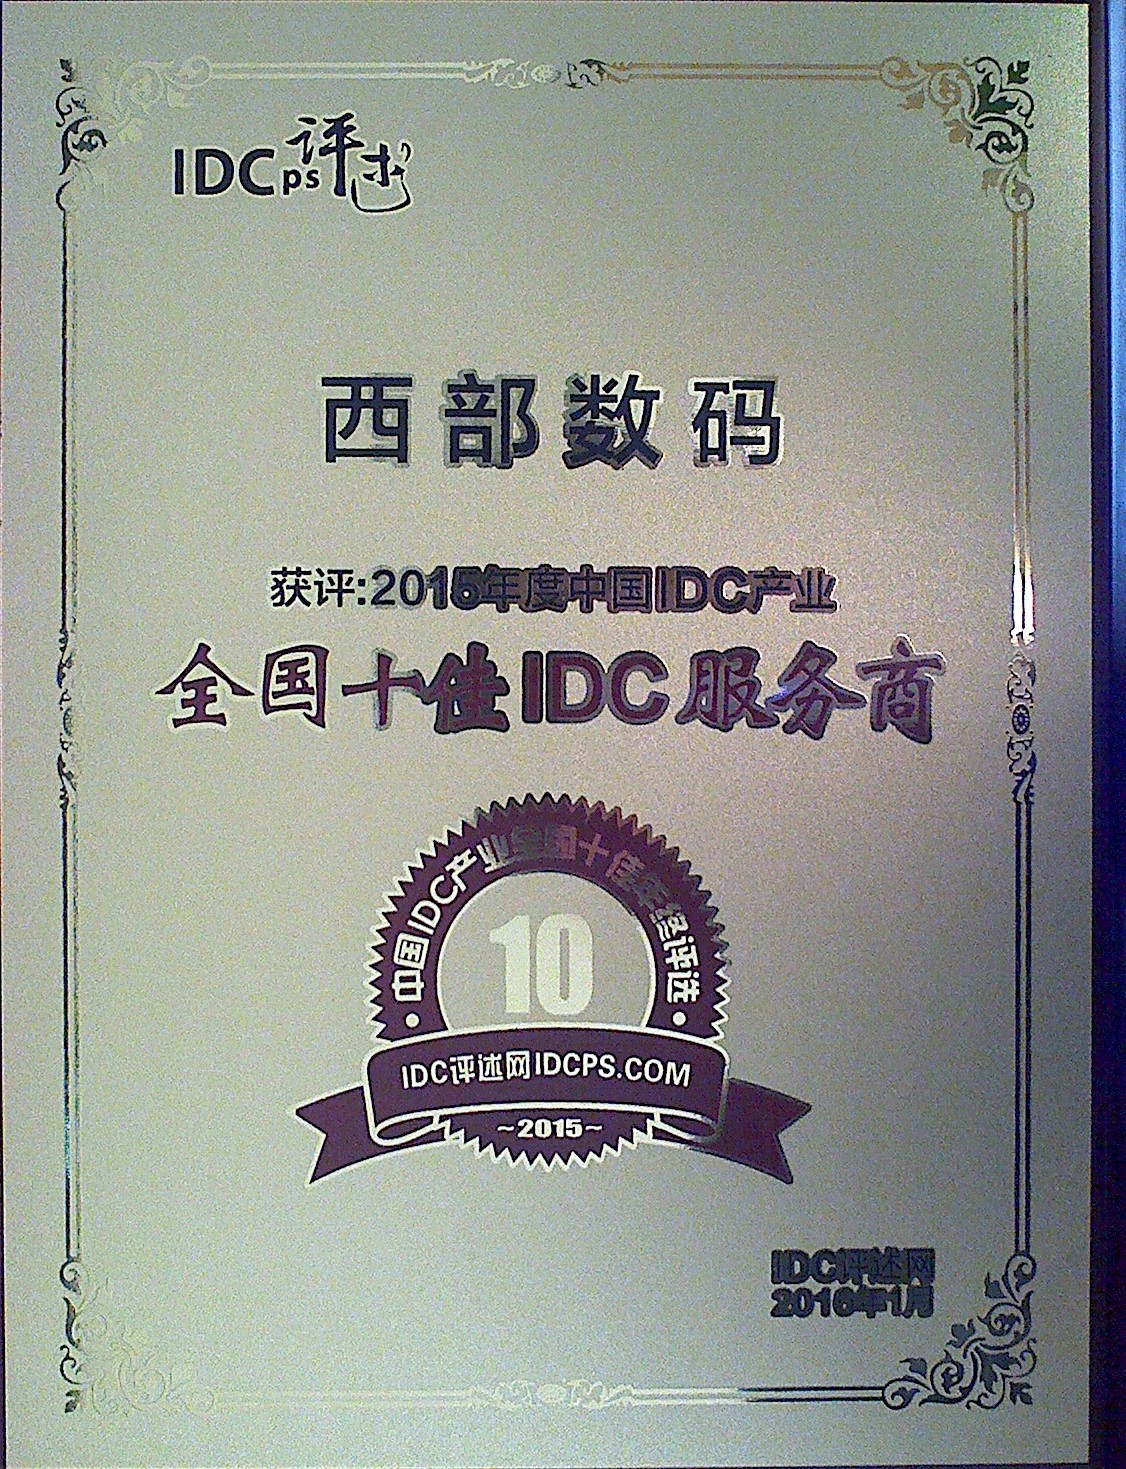 IDCps评述
西部数码
获评:2015年度中国IDC产业
全国十佳IDC服务商
中国IDC产业全国十佳年终评选
10
IDC评述网IDCPS.COM
~2015~
IDC评述网
2016年1月